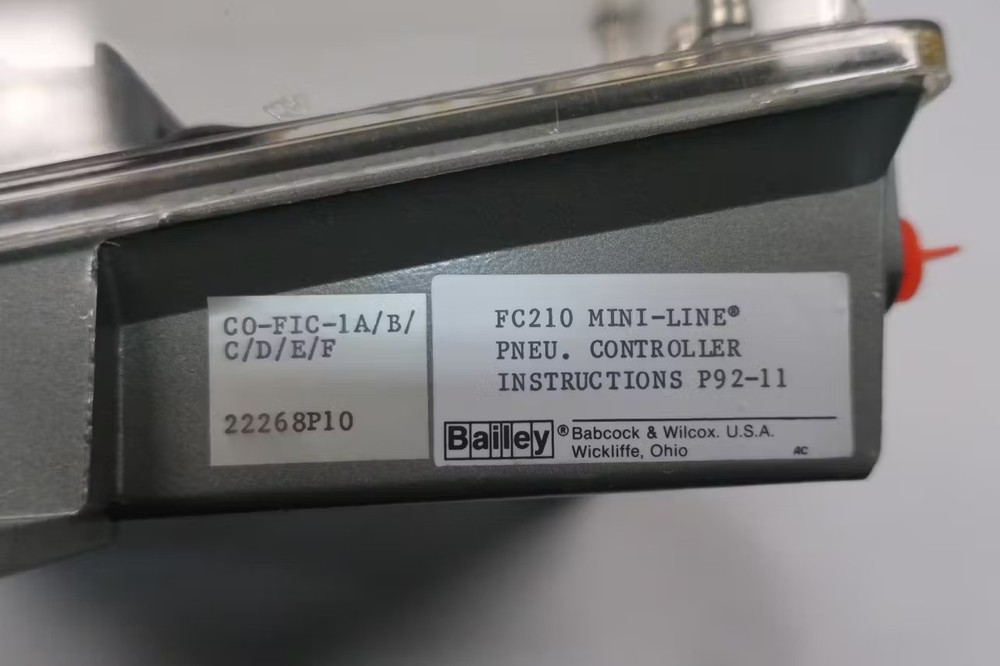 CO-FIC-1A/B/
C/D/E/F
22268P10
FC210 MINI-LINE®
PNEU. CONTROLLER
INSTRUCTIONS P92-11
Bailey® Babcock & Wilcox. U.S.A.
Wickliffe, Ohio
AC